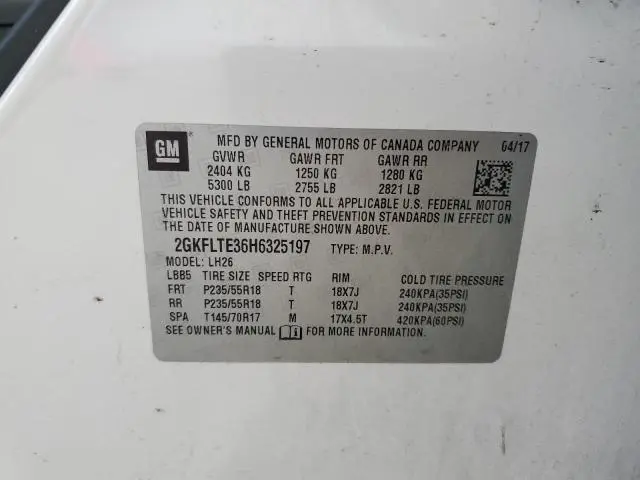 GM
MFD BY GENERAL MOTORS OF CANADA COMPANY 04/17
GVWR GAWR FRT GAWR RR
2404 KG 1250 KG 1280 KG
5300 LB 2755 LB 2821 LB
THIS VEHICLE CONFORMS TO ALL APPLICABLE U.S. FEDERAL MOTOR
VEHICLE SAFETY AND THEFT PREVENTION STANDARDS IN EFFECT ON
THE DATE OF MANUFACTURE SHOWN ABOVE.
2GKFLTE36H6325197 TYPE: M.P.V.
MODEL: LH26
LBB5 TIRE SIZE SPEED RTG RIM COLD TIRE PRESSURE
FRT P235/55R18 T 18X7J 240KPA(35PSI)
RR P235/55R18 T 18X7J 240KPA(35PSI)
SPA T145/70R17 M 17X4.5T 420KPA(60PSI)
SEE OWNER'S MANUAL FOR MORE INFORMATION.